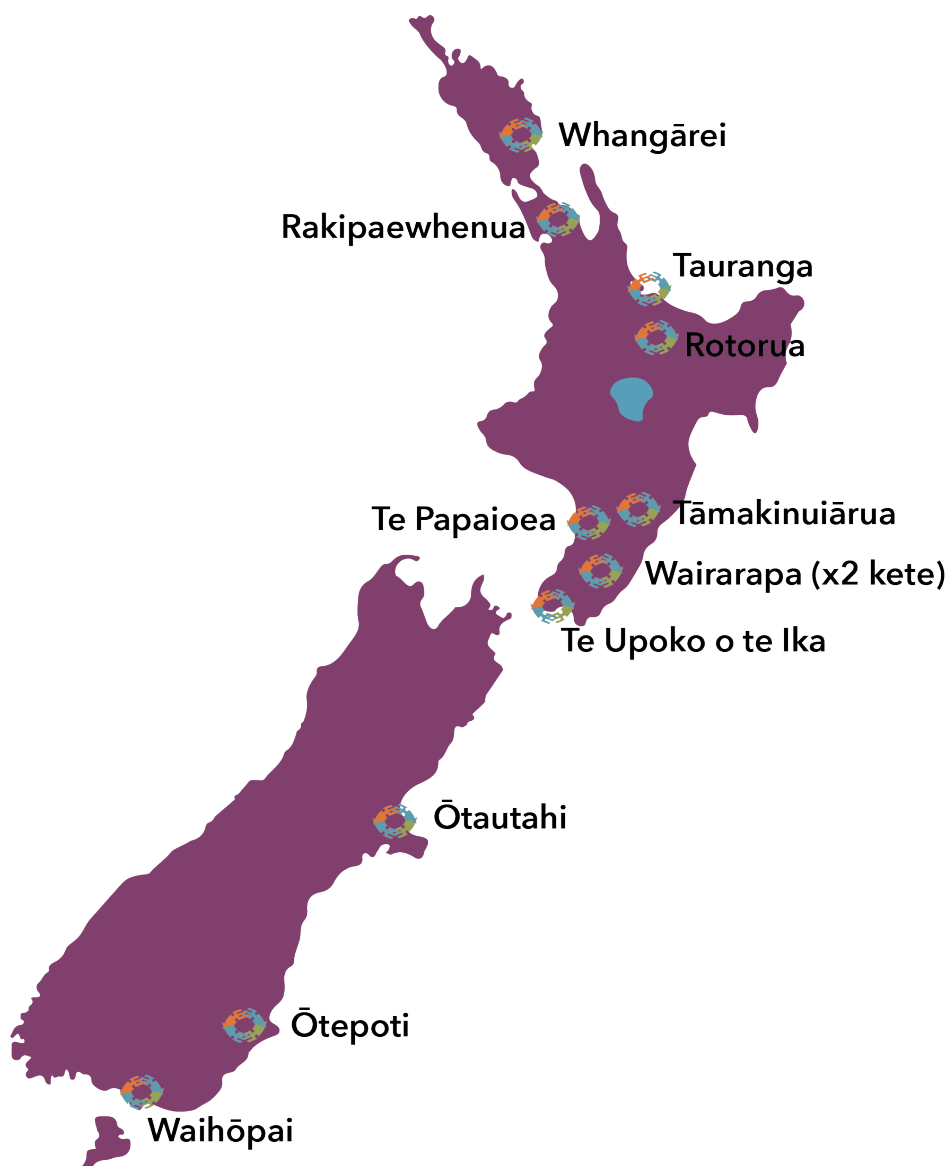 Whangārei
Rakipaewhenua
Tauranga
Rotorua
Te Papaioea
Tāmakinuiārua
Wairarapa (x2 kete)
Te Upoko o te Ika
Ōtautahi
Ōtepoti
Waihōpai